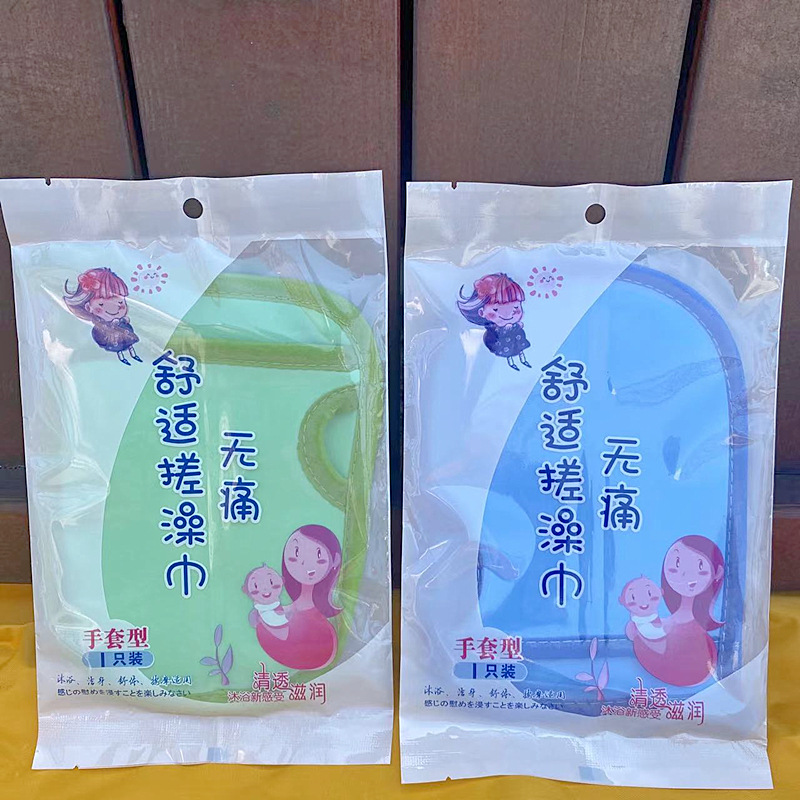 舒适搓澡巾
无痛
手套型
1只装
沐浴、洁身、舒体、按摩适用
感じの慰めを浸すことを楽しみなさい
清透滋润
沐浴新感受
舒适搓澡巾
无痛
手套型
1只装
沐浴、洁身、舒体、按摩适用
感じの慰めを浸すことを楽しみなさい
清透滋润
沐浴新感受